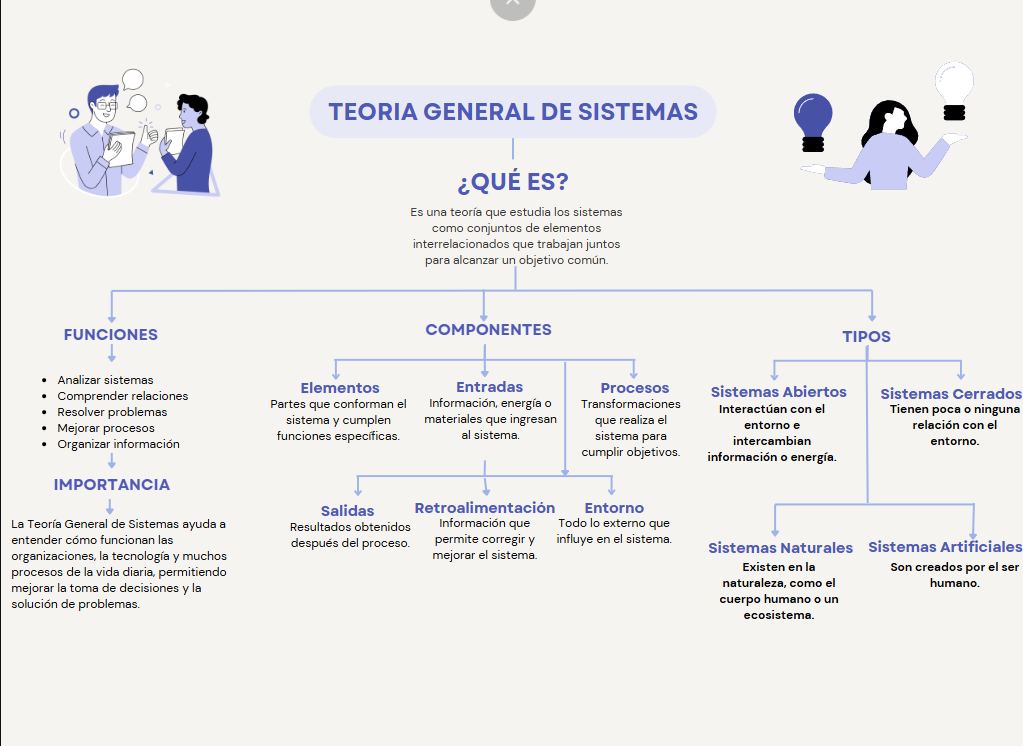 TEORIA GENERAL DE SISTEMAS
¿QUÉ ES?
Es una teoría que estudia los sistemas
como conjuntos de elementos
interrelacionados que trabajan juntos
para alcanzar un objetivo común.
FUNCIONES
• Analizar sistemas
• Comprender relaciones
• Resolver problemas
• Mejorar procesos
• Organizar información
IMPORTANCIA
La Teoría General de Sistemas ayuda a
entender cómo funcionan las
organizaciones, la tecnología y muchos
procesos de la vida diaria, permitiendo
mejorar la toma de decisiones y la
solución de problemas.
COMPONENTES
Elementos
Partes que conforman el
sistema y cumplen
funciones específicas.
Entradas
Información, energía o
materiales que ingresan
al sistema.
Procesos
Transformaciones
que realiza el
sistema para
cumplir objetivos.
Salidas
Resultados obtenidos
después del proceso.
Retroalimentación
Información que
permite corregir y
mejorar el sistema.
Entorno
Todo lo externo que
influye en el sistema.
TIPOS
Sistemas Abiertos
Interactúan con el
entorno e
intercambian
información o energía.
Sistemas Cerrados
Tienen poca o ninguna
relación con el
entorno.
Sistemas Naturales
Existen en la
naturaleza, como el
cuerpo humano o un
ecosistema.
Sistemas Artificiales
Son creados por el ser
humano.